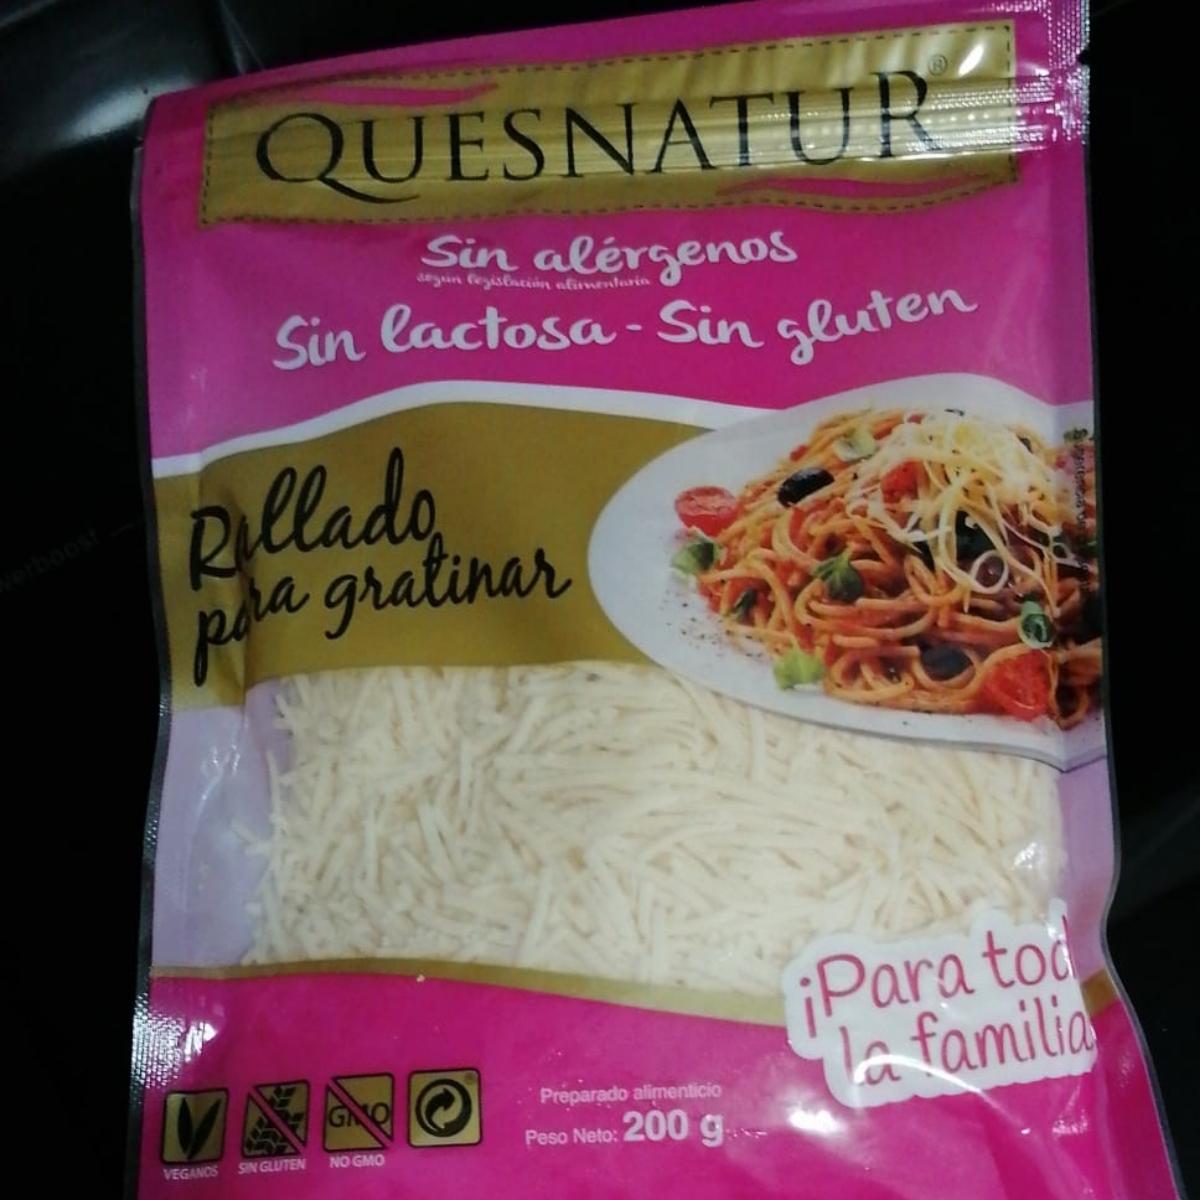 QUESNATUR®
Sin alérgenos
según legislación alimentaria
Sin lactosa - Sin gluten
Rallado
para gratinar
¡Para tod
la familia
Preparado alimenticio
Peso Neto: 200 g
GMO
VEGANOS
SIN GLUTEN
NO GMO
werboost